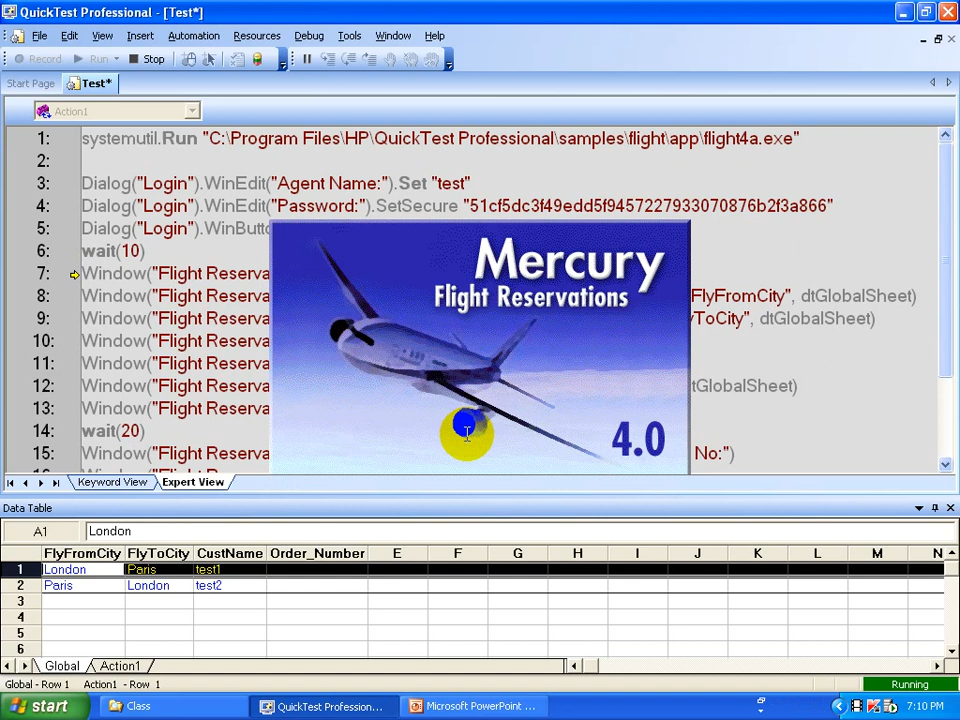 QuickTest Professional - [Test*]
File Edit View Insert Automation Resources Debug Tools Window Help
Record Run Stop
Start Page Test*
Action1
1: systemutil.Run "C:\Program Files\HP\QuickTest Professional\samples\flight\app\flight4a.exe"
2:
3: Dialog("Login").WinEdit("Agent Name:").Set "test"
4: Dialog("Login").WinEdit("Password:").SetSecure "51cf5dc3f49edd5f9457227933070876b2f3a866"
5: Dialog("Login").WinButto
6: wait(10)
7: Window("Flight Reserva
8: Window("Flight Reserva FlyFromCity", dtGlobalSheet)
9: Window("Flight Reserva ToCity", dtGlobalSheet)
10: Window("Flight Reserva
11: Window("Flight Reserva
12: Window("Flight Reserva tGlobalSheet)
13: Window("Flight Reserva
14: wait(20)
15: Window("Flight Reserva No:")
Mercury
Flight Reservations
4.0
Keyword View Expert View
Data Table
A1 London
FlyFromCity FlyToCity CustName Order_Number E F G H I J K L M N
1 London Paris test1
2 Paris London test2
3
4
5
6
Global Action1
Global - Row 1 Action1 - Row 1 Running
start Class QuickTest Profession... Microsoft PowerPoint ... 7:10 PM